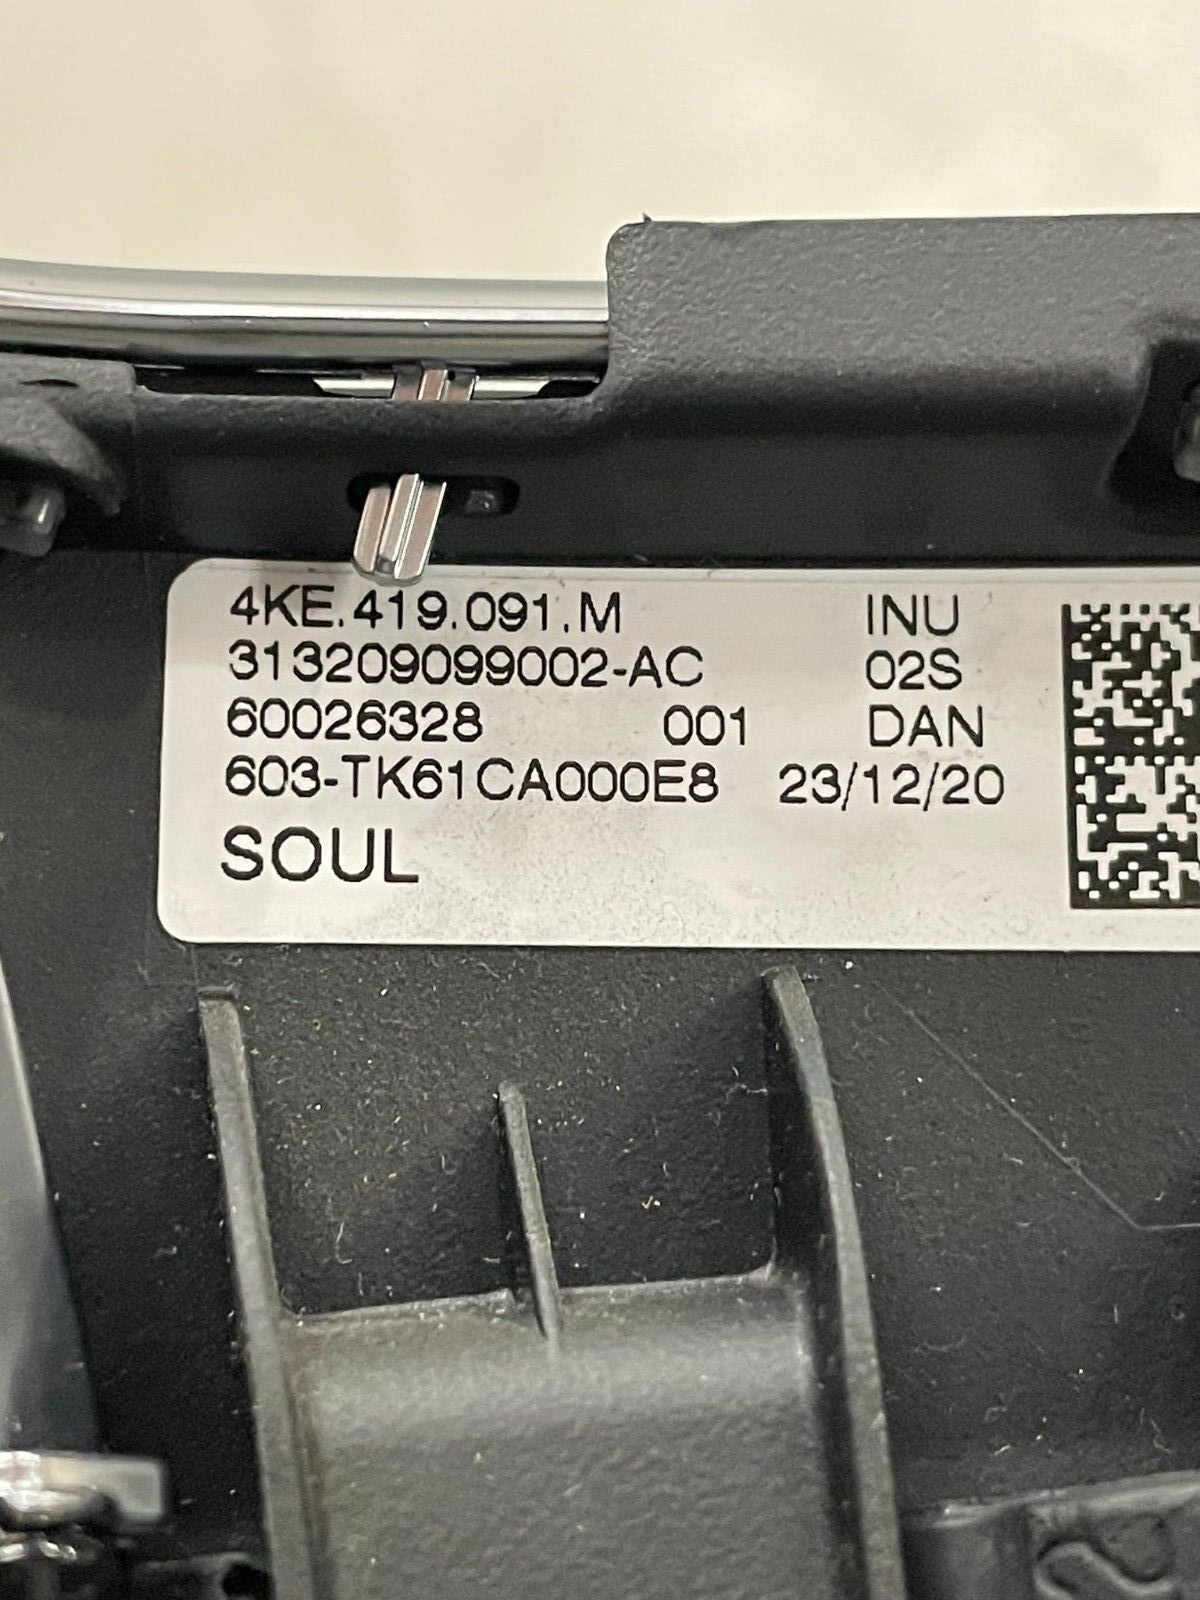 4KE.419.091.M INU
313209099002-AC 02S
60026328 001 DAN
603-TK61CA000E8 23/12/20
SOUL